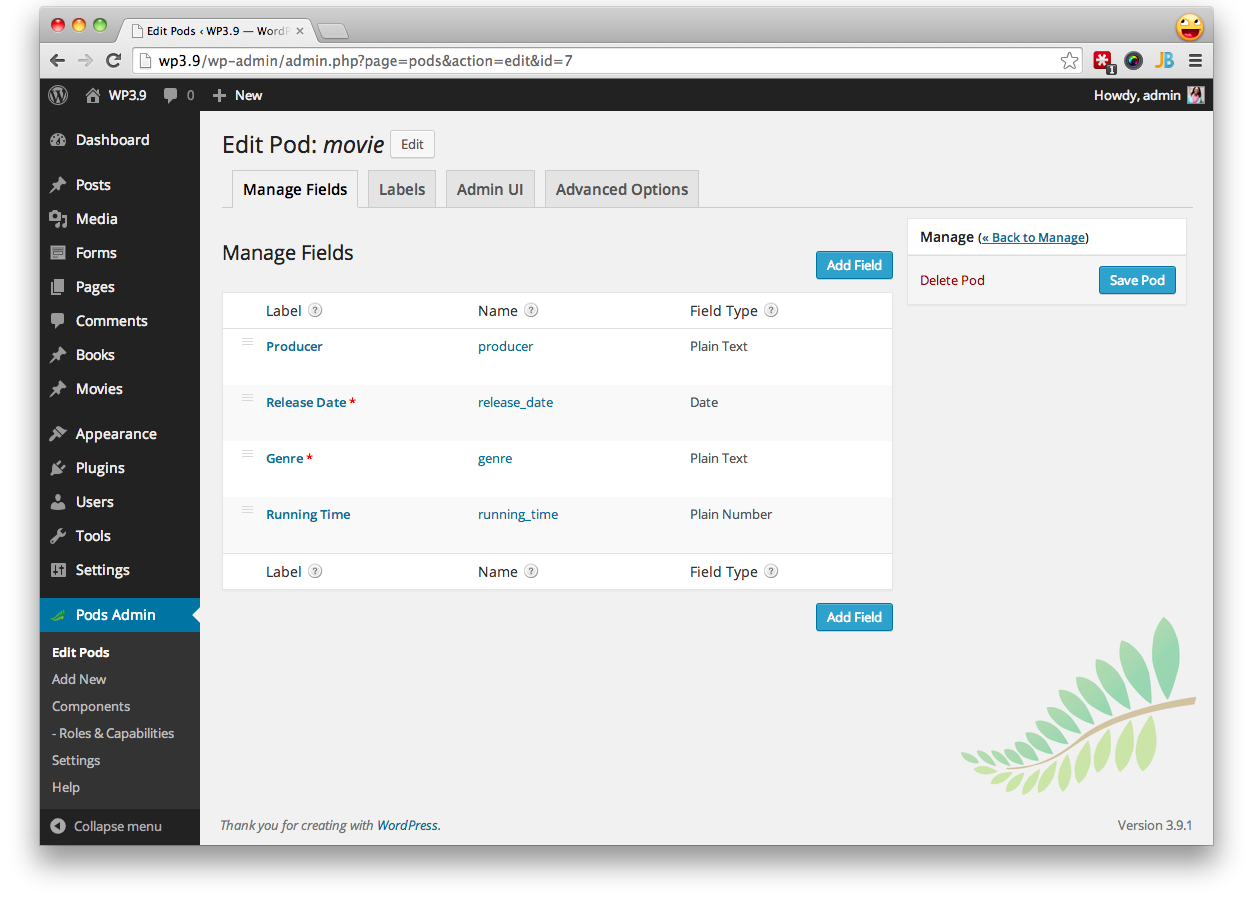 Edit Pods ‹ WP3.9 — WordP
wp3.9/wp-admin/admin.php?page=pods&action=edit&id=7
1
JB
WP3.9 0 New Howdy, admin
Dashboard
Posts
Media
Forms
Pages
Comments
Books
Movies
Appearance
Plugins
Users
Tools
Settings
Pods Admin
Edit Pods
Add New
Components
- Roles & Capabilities
Settings
Help
Collapse menu
Edit Pod: movie Edit
Manage Fields Labels Admin UI Advanced Options
Manage Fields
Add Field
Label ? Name ? Field Type ?
Producer producer Plain Text
Release Date * release_date Date
Genre * genre Plain Text
Running Time running_time Plain Number
Label ? Name ? Field Type ?
Add Field
Manage (« Back to Manage)
Delete Pod Save Pod
Thank you for creating with WordPress. Version 3.9.1